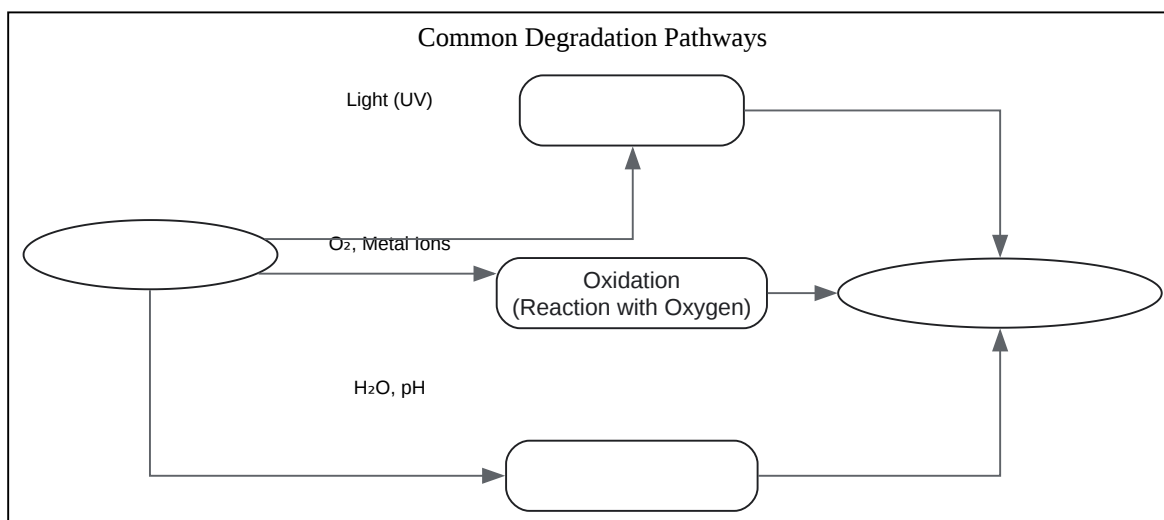 Common Degradation Pathways
Light (UV)
O₂, Metal Ions
Oxidation
(Reaction with Oxygen)
H₂O, pH